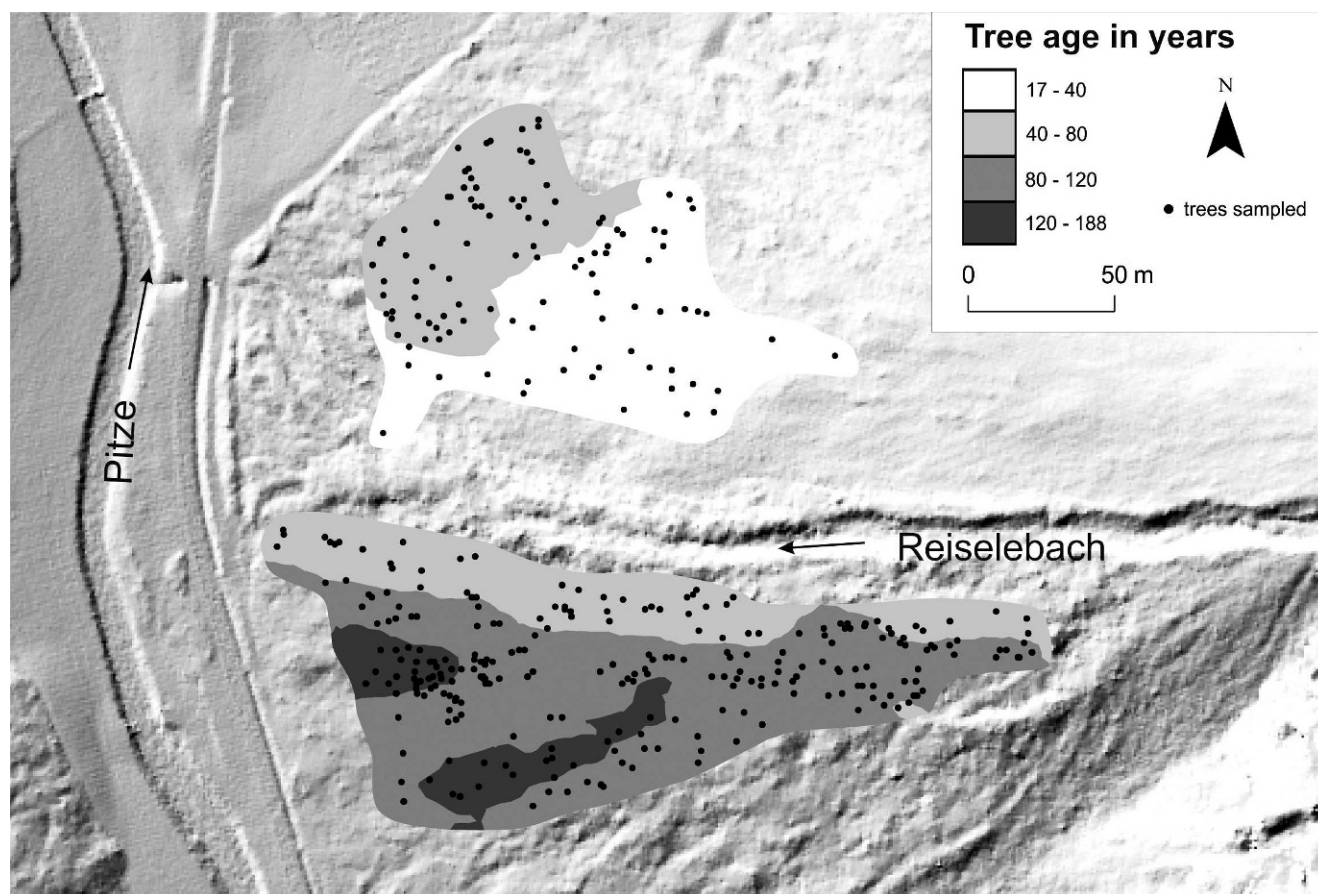 Tree age in years
17 - 40
40 - 80
80 - 120
120 - 188
N
trees sampled
0 50 m
Pitze
Reiselebach